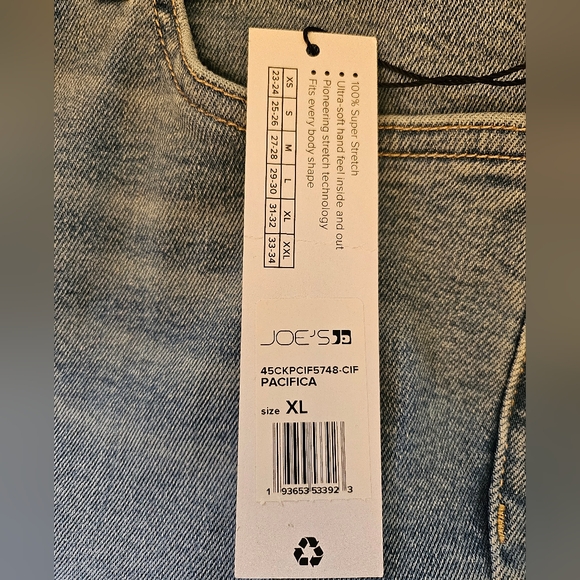 • 100% Super Stretch
• Ultra-soft hand feel inside and out
• Pioneering stretch technology
• Fits every body shape
XS S M L XL XXL
23-24 25-26 27-28 29-30 31-32 33-34
JOE'S
45CKPCIF5748-CIF
PACIFICA
size XL
1 93653 53392 3